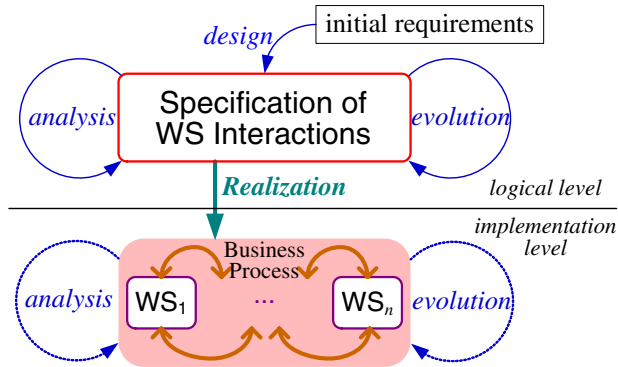 design
initial requirements
analysis
Specification of
WS Interactions
evolution
Realization
logical level
implementation
level
Business
Process
analysis
WS1
...
WSn
evolution